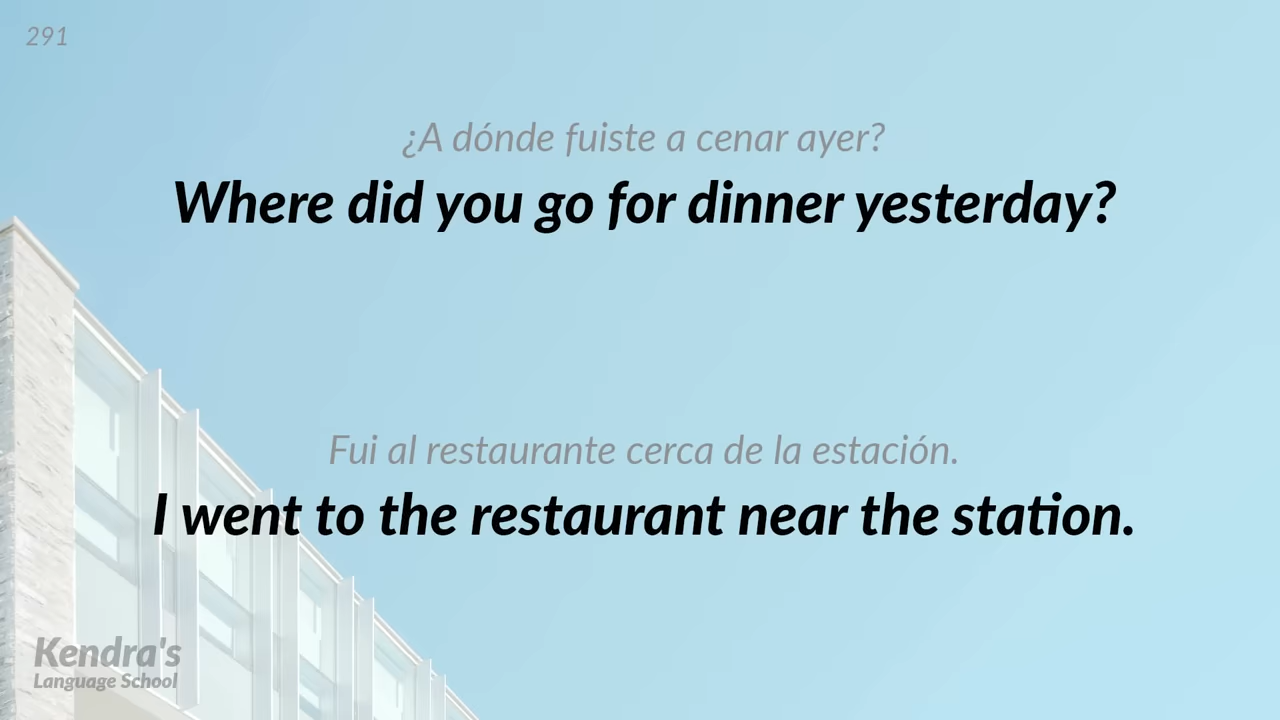 291
¿A dónde fuiste a cenar ayer?
Where did you go for dinner yesterday?
Fui al restaurante cerca de la estación.
I went to the restaurant near the station.
Kendra's
Language School